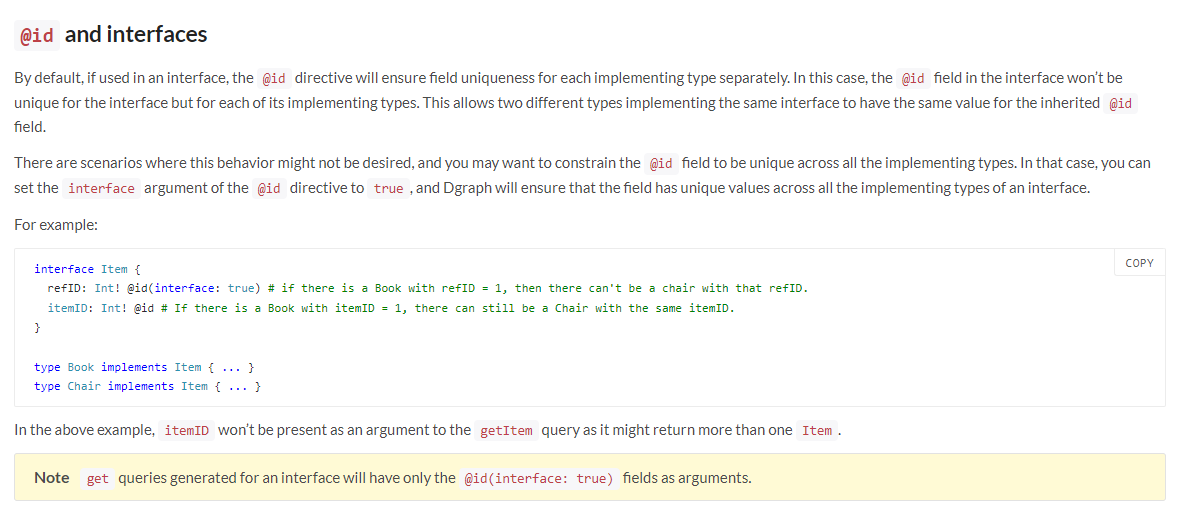 @id and interfaces
By default, if used in an interface, the @id directive will ensure field uniqueness for each implementing type separately. In this case, the @id field in the interface won't be
unique for the interface but for each of its implementing types. This allows two different types implementing the same interface to have the same value for the inherited @id
field.
There are scenarios where this behavior might not be desired, and you may want to constrain the @id field to be unique across all the implementing types. In that case, you can
set the interface argument of the @id directive to true , and Dgraph will ensure that the field has unique values across all the implementing types of an interface.
For example:
COPY
interface Item {
  refID: Int! @id(interface: true) # if there is a Book with refID = 1, then there can't be a chair with that refID.
  itemID: Int! @id # If there is a Book with itemID = 1, there can still be a Chair with the same itemID.
}
type Book implements Item { ... }
type Chair implements Item { ... }
In the above example, itemID won't be present as an argument to the getItem query as it might return more than one Item .
Note get queries generated for an interface will have only the @id(interface: true) fields as arguments.